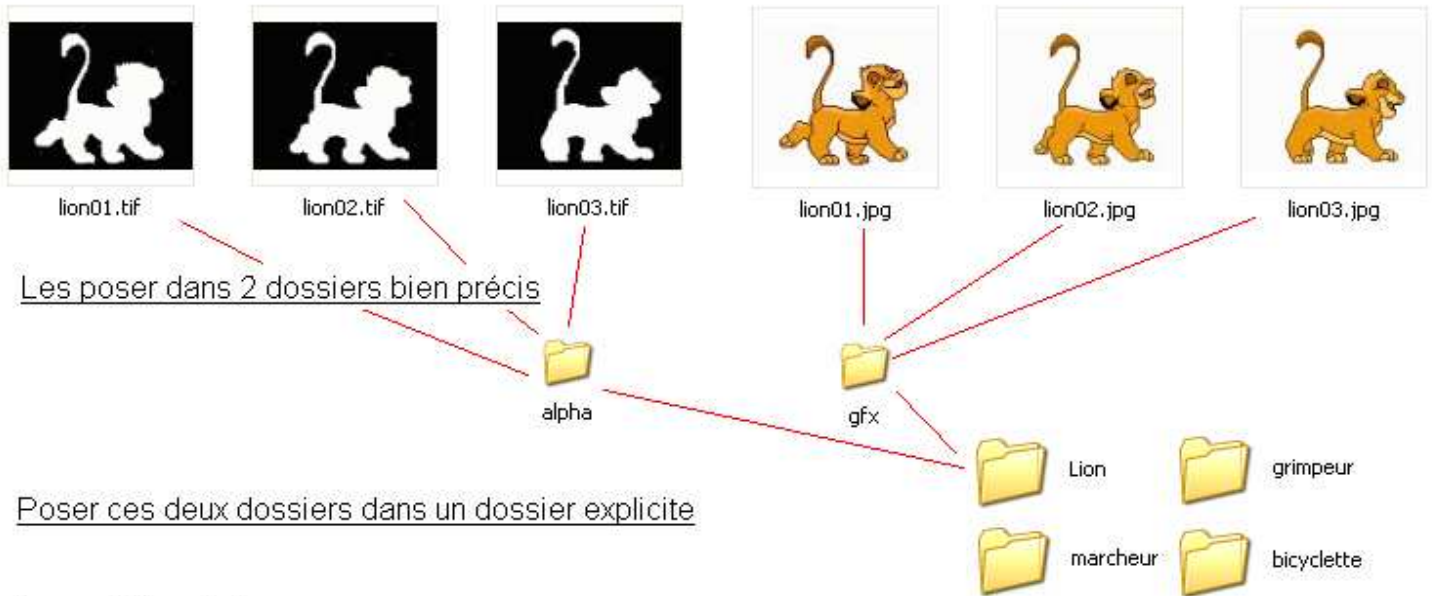 lion01.tif
lion02.tif
lion03.tif
lion01.jpg
lion02.jpg
lion03.jpg
Les poser dans 2 dossiers bien précis
alpha
gfx
Lion
grimpeur
Poser ces deux dossiers dans un dossier explicite
marcheur
bicyclette